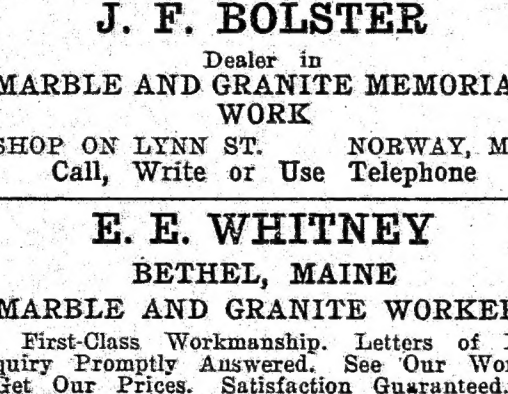 J. F. BOLSTER
Dealer in
MARBLE AND GRANITE MEMORIA
WORK
SHOP ON LYNN ST. NORWAY, M
Call, Write or Use Telephone
E. E. WHITNEY
BETHEL, MAINE
MARBLE AND GRANITE WORKER
First-Class Workmanship. Letters of
quiry Promptly Answered. See Our Wor
Get Our Prices. Satisfaction Guaranteed.